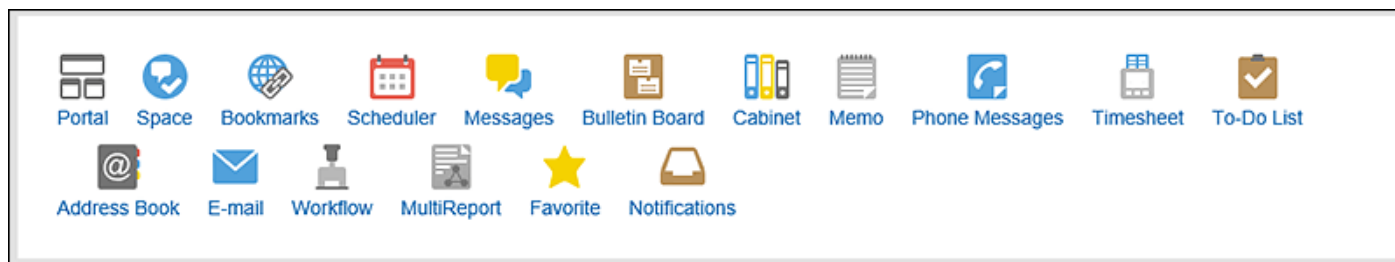 Portal Space Bookmarks Scheduler Messages Bulletin Board Cabinet Memo Phone Messages Timesheet To-Do List
Address Book E-mail Workflow MultiReport Favorite Notifications